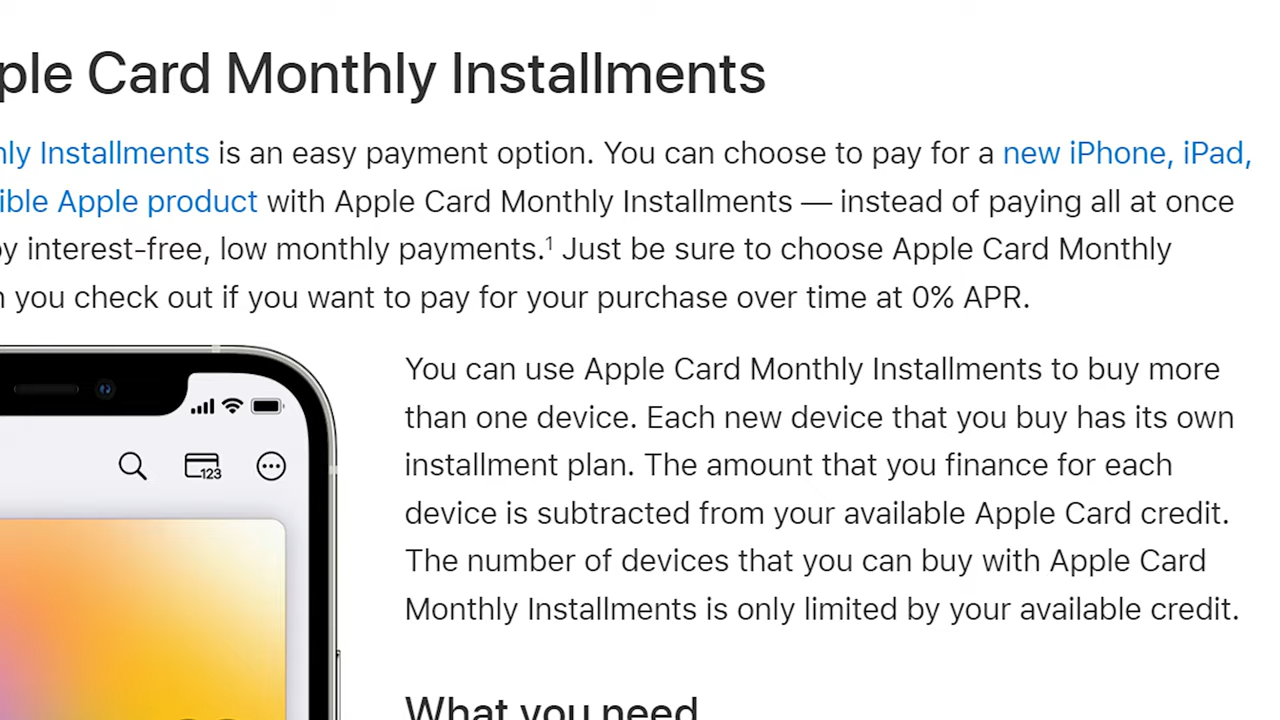 ple Card Monthly Installments
nly Installments is an easy payment option. You can choose to pay for a new iPhone, iPad,
ible Apple product with Apple Card Monthly Installments — instead of paying all at once
by interest-free, low monthly payments.¹ Just be sure to choose Apple Card Monthly
you check out if you want to pay for your purchase over time at 0% APR.
You can use Apple Card Monthly Installments to buy more
than one device. Each new device that you buy has its own
123
installment plan. The amount that you finance for each
device is subtracted from your available Apple Card credit.
The number of devices that you can buy with Apple Card
Monthly Installments is only limited by your available credit.
What you need